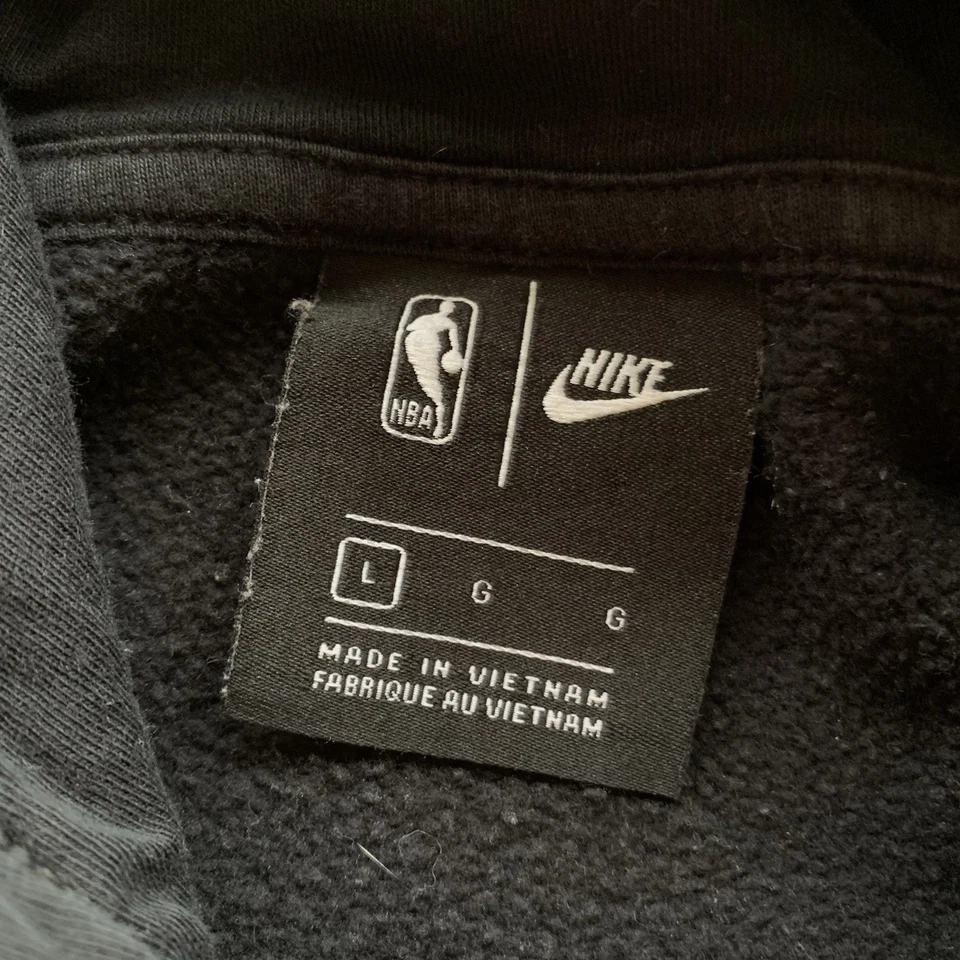 NBA
NIKE
L G G
MADE IN VIETNAM
FABRIQUE AU VIETNAM